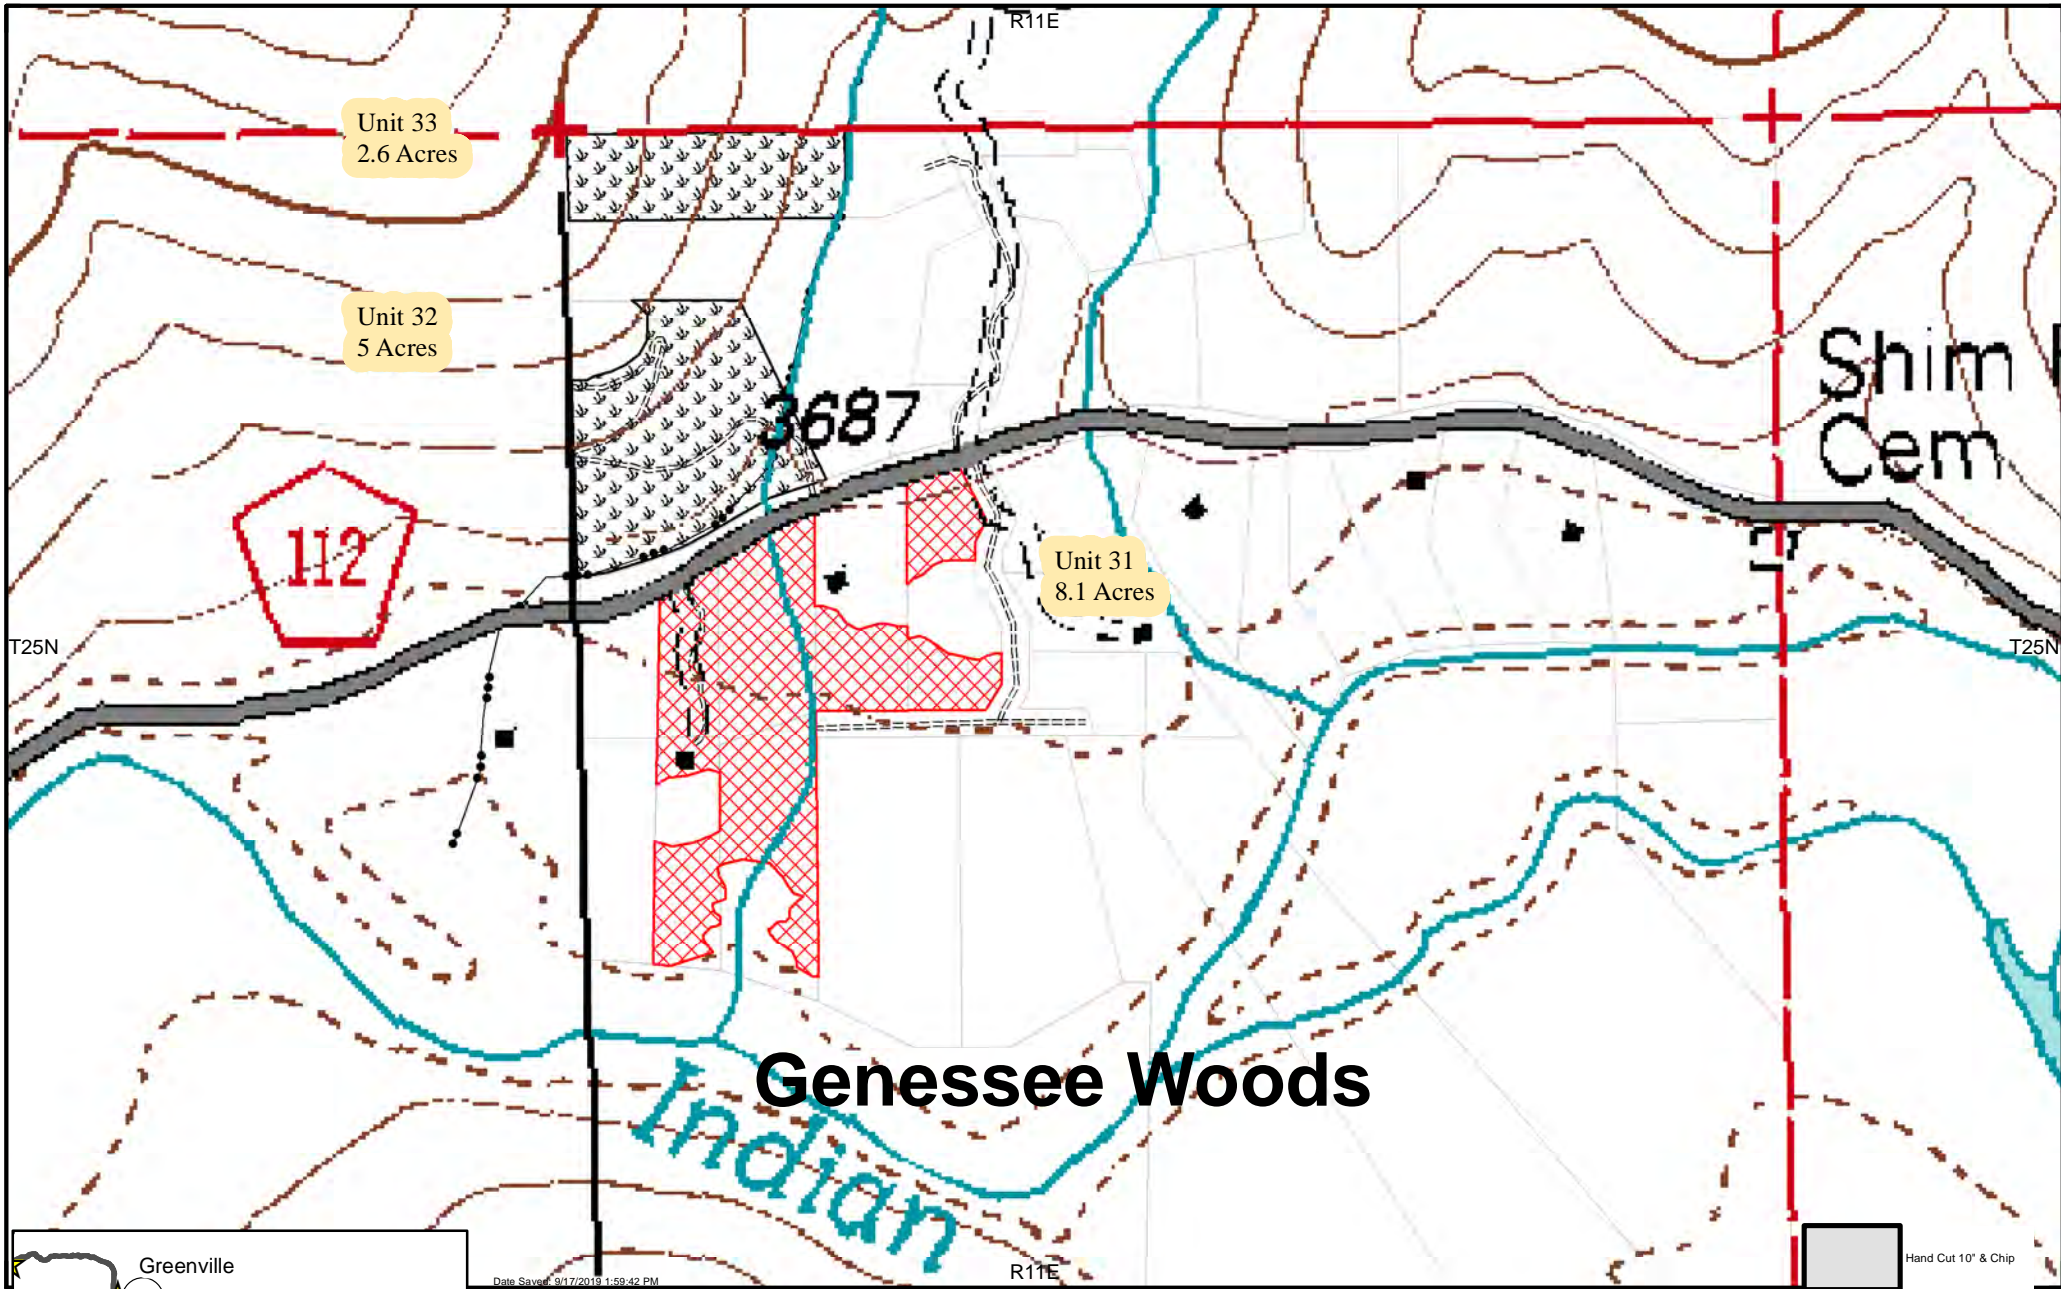 R11E
Unit 33
2.6 Acres
Unit 32
5 Acres
3687
Shim
Cem
112
Unit 31
8.1 Acres
T25N
T25N
Genessee Woods
Indian
Greenville
Date Saved: 9/17/2019 1:59:42 PM
R11E
Hand Cut 10" & Chip